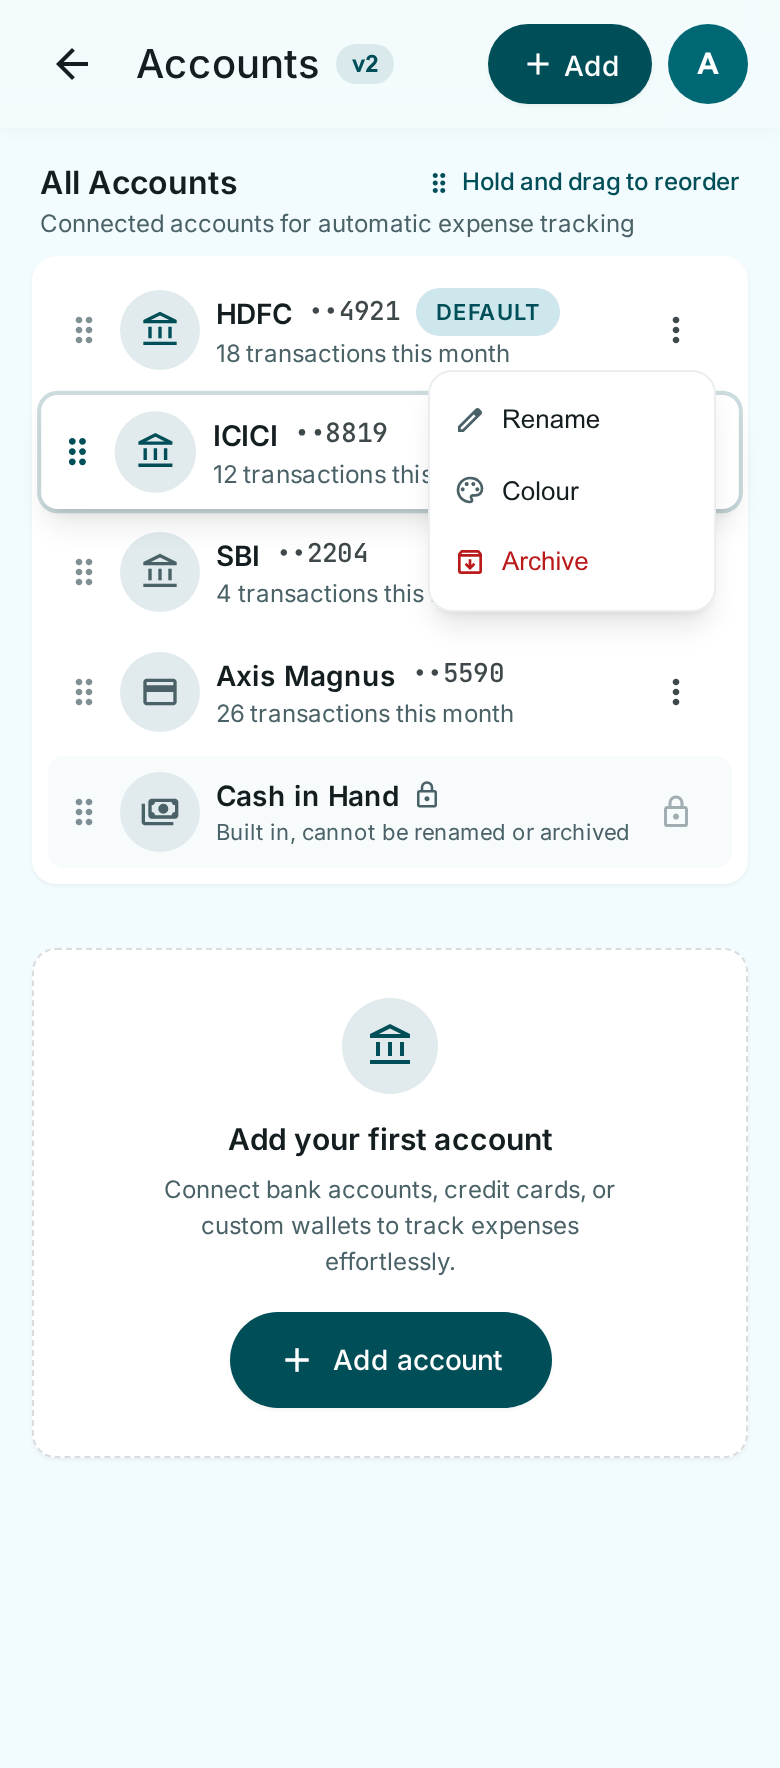 Accounts v2 + Add A
All Accounts
Hold and drag to reorder
Connected accounts for automatic expense tracking
HDFC ••4921 DEFAULT
18 transactions this month
ICICI ••8819
12 transactions this
SBI ••2204
4 transactions this
Rename
Colour
Archive
Axis Magnus ••5590
26 transactions this month
Cash in Hand
Built in, cannot be renamed or archived
Add your first account
Connect bank accounts, credit cards, or
custom wallets to track expenses
effortlessly.
+ Add account